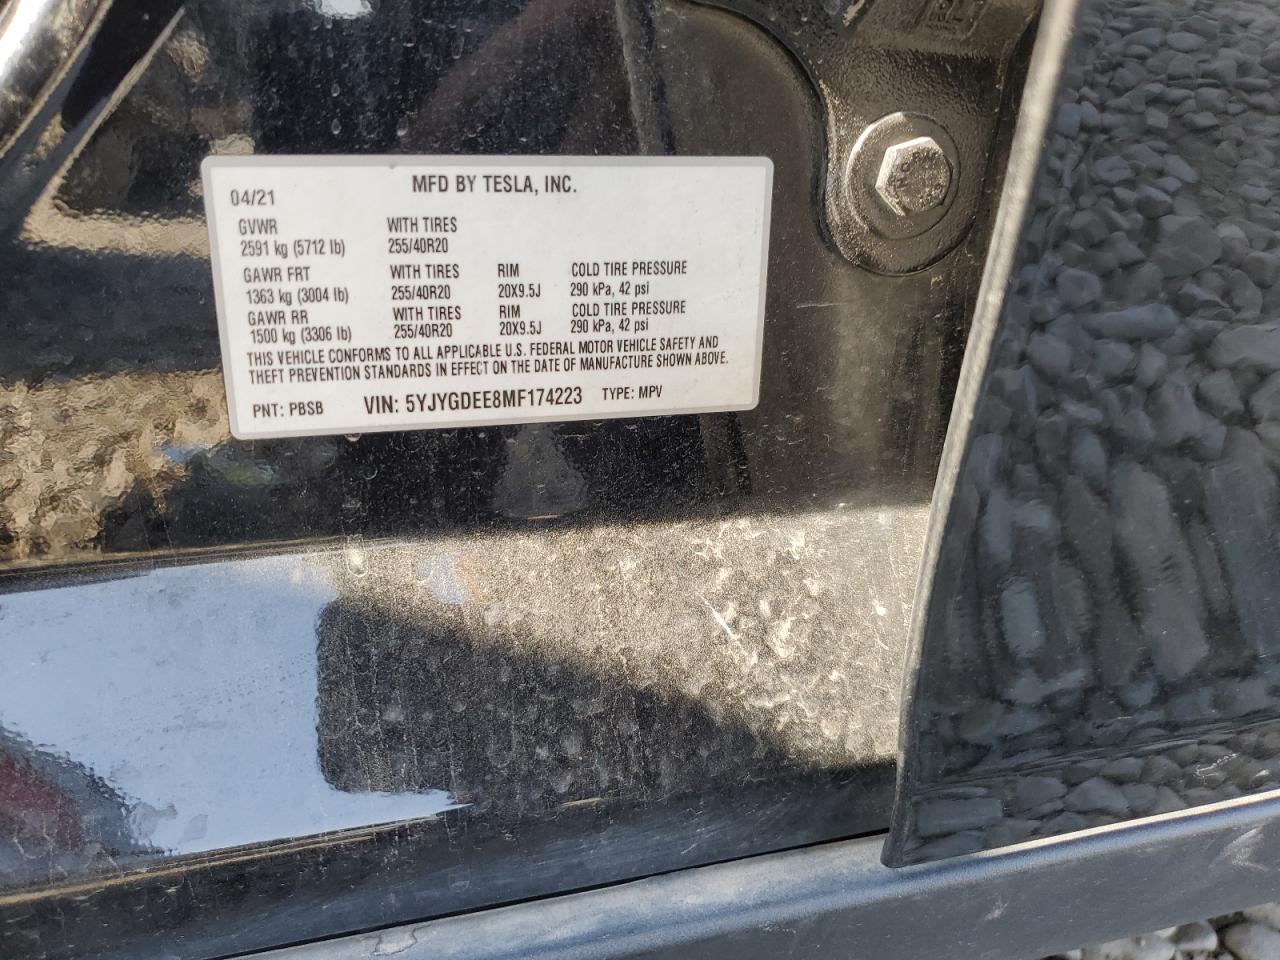 MFD BY TESLA, INC.
04/21
GVWR WITH TIRES
2591 kg (5712 lb) 255/40R20
GAWR FRT WITH TIRES RIM COLD TIRE PRESSURE
1363 kg (3004 lb) 255/40R20 20X9.5J 290 kPa, 42 psi
GAWR RR WITH TIRES RIM COLD TIRE PRESSURE
1500 kg (3306 lb) 255/40R20 20X9.5J 290 kPa, 42 psi
THIS VEHICLE CONFORMS TO ALL APPLICABLE U.S. FEDERAL MOTOR VEHICLE SAFETY AND
THEFT PREVENTION STANDARDS IN EFFECT ON THE DATE OF MANUFACTURE SHOWN ABOVE.
PNT: PBSB VIN: 5YJYGDEE8MF174223 TYPE: MPV